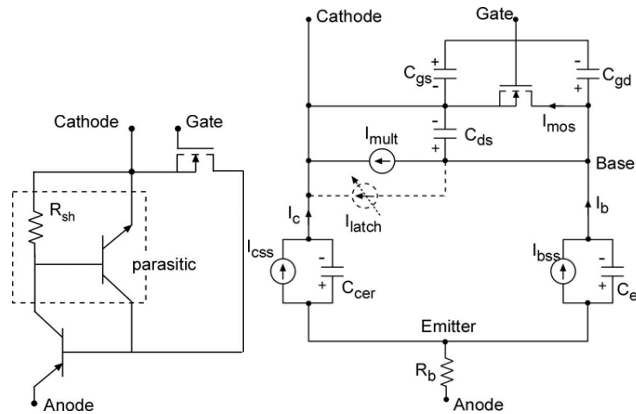 Cathode
Gate
Rsh
parasitic
Anode
Cathode
Gate
Cgs
-
-
-
+
Cgd
Imos
-
+
Cds
Imult
Base
Ilatch
Ic
Ib
Icss
-
+
Ccer
Ibss
-
+
Ce
Emitter
Rb
Anode